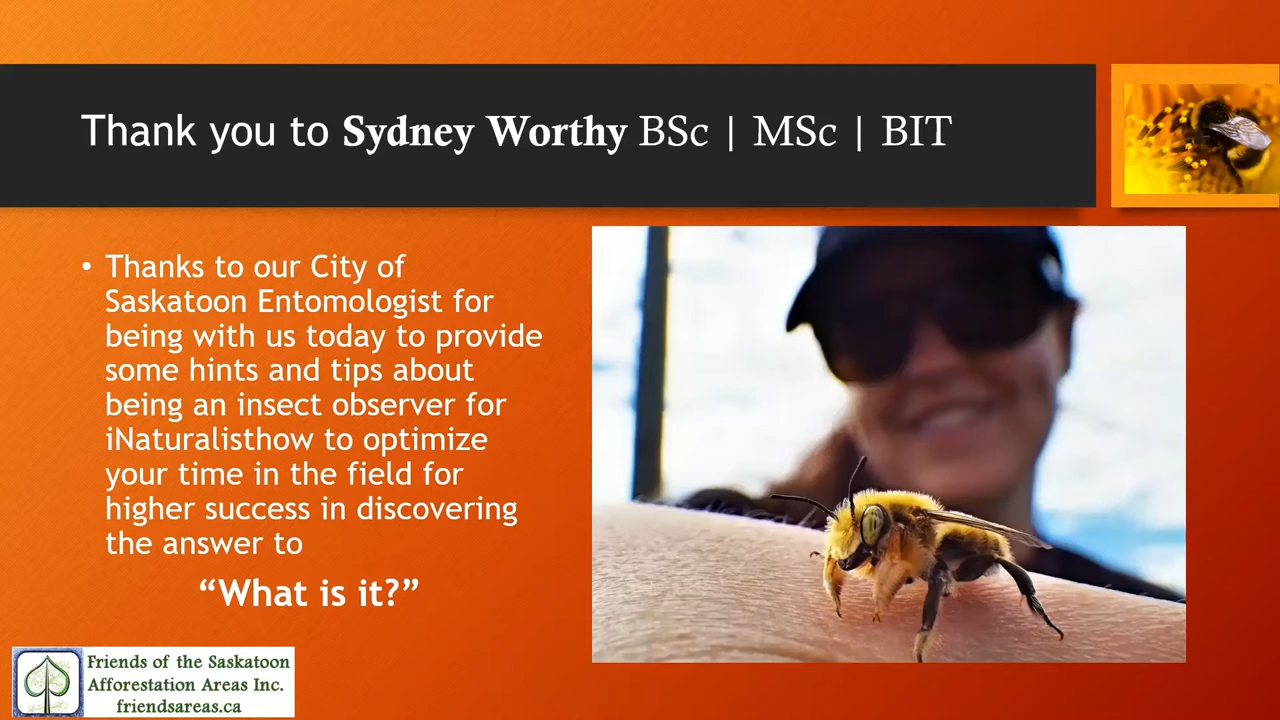 Thank you to Sydney Worthy BSc | MSc | BIT
• Thanks to our City of
Saskatoon Entomologist for
being with us today to provide
some hints and tips about
being an insect observer for
iNaturalisthow to optimize
your time in the field for
higher success in discovering
the answer to
“What is it?”
Friends of the Saskatoon
Afforestation Areas Inc.
friendsareas.ca